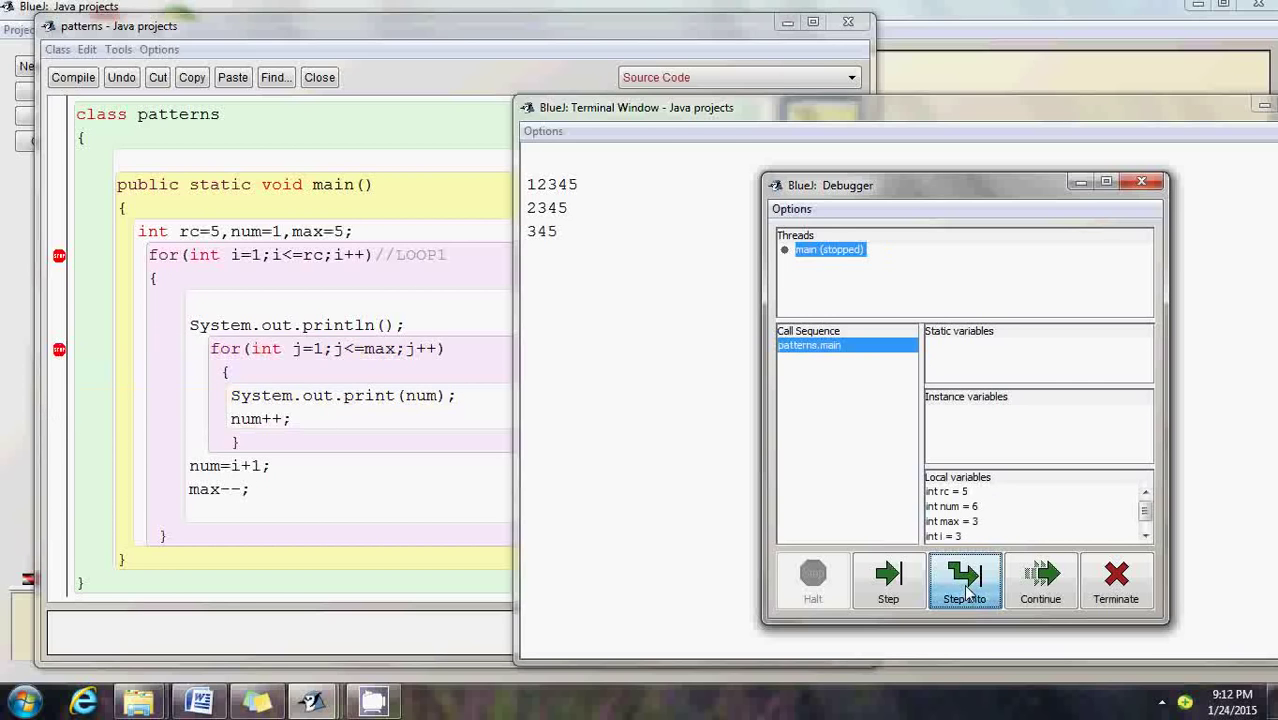 BlueJ: Java projects
patterns - Java projects
Class Edit Tools Options
Compile Undo Cut Copy Paste Find... Close Source Code
class patterns
{
public static void main()
{
int rc=5,num=1,max=5;
for(int i=1;i<=rc;i++)//LOOP1
{
System.out.println();
for(int j=1;j<=max;j++)
{
System.out.print(num);
num++;
}
num=i+1;
max--;
}
}
}
BlueJ: Terminal Window - Java projects
Options
12345
2345
345
BlueJ: Debugger
Options
Threads
main (stopped)
Call Sequence
patterns.main
Static variables
Instance variables
Local variables
int rc = 5
int num = 6
int max = 3
int i = 3
Stop
Halt Step Step Into Continue Terminate
9:12 PM
1/24/2015